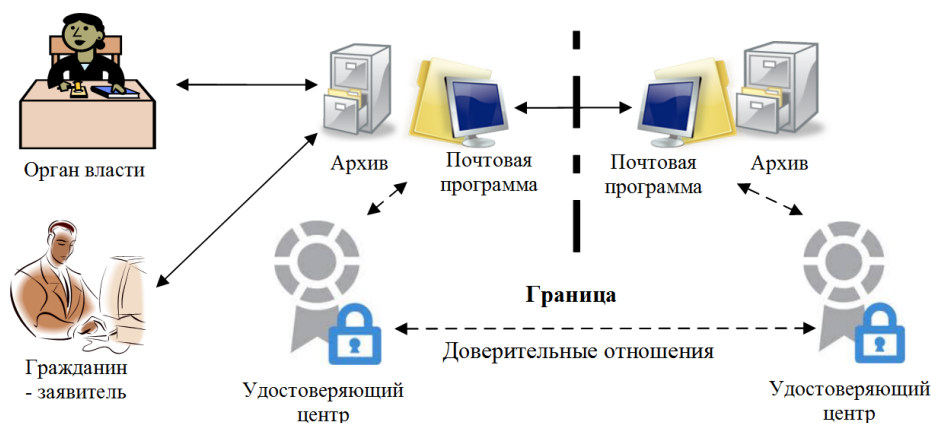 Орган власти
Архив
Почтовая
программа
Почтовая
программа
Архив
Граница
Доверительные отношения
Гражданин
- заявитель
Удостоверяющий
центр
Удостоверяющий
центр